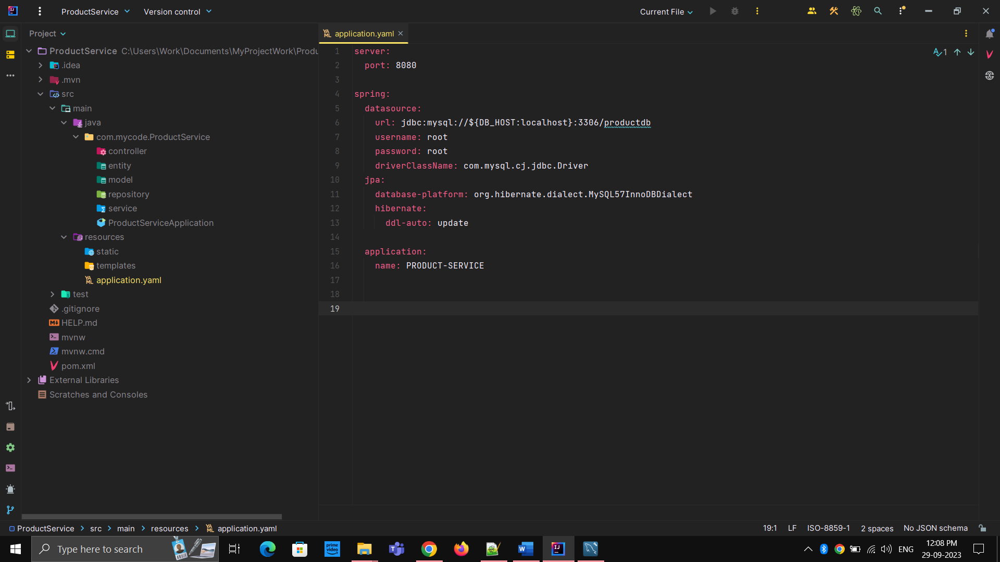 ProductService
Version control
Current File
Project
application.yaml
ProductService C:\Users\Work\Documents\MyProjectWork\Produ
.idea
.mvn
src
main
java
com.mycode.ProductService
controller
entity
model
repository
service
ProductServiceApplication
resources
static
templates
application.yaml
test
.gitignore
HELP.md
mvnw
mvnw.cmd
pom.xml
External Libraries
Scratches and Consoles
1 server:
2   port: 8080
3
4 spring:
5   datasource:
6     url: jdbc:mysql://${DB_HOST:localhost}:3306/productdb
7     username: root
8     password: root
9     driverClassName: com.mysql.cj.jdbc.Driver
10   jpa:
11     database-platform: org.hibernate.dialect.MySQL57InnoDBDialect
12     hibernate:
13       ddl-auto: update
14
15   application:
16     name: PRODUCT-SERVICE
17
18
19
1
ProductService > src > main > resources > application.yaml
19:1 LF ISO-8859-1 2 spaces No JSON schema
Type here to search
prime video
ENG
12:08 PM
29-09-2023